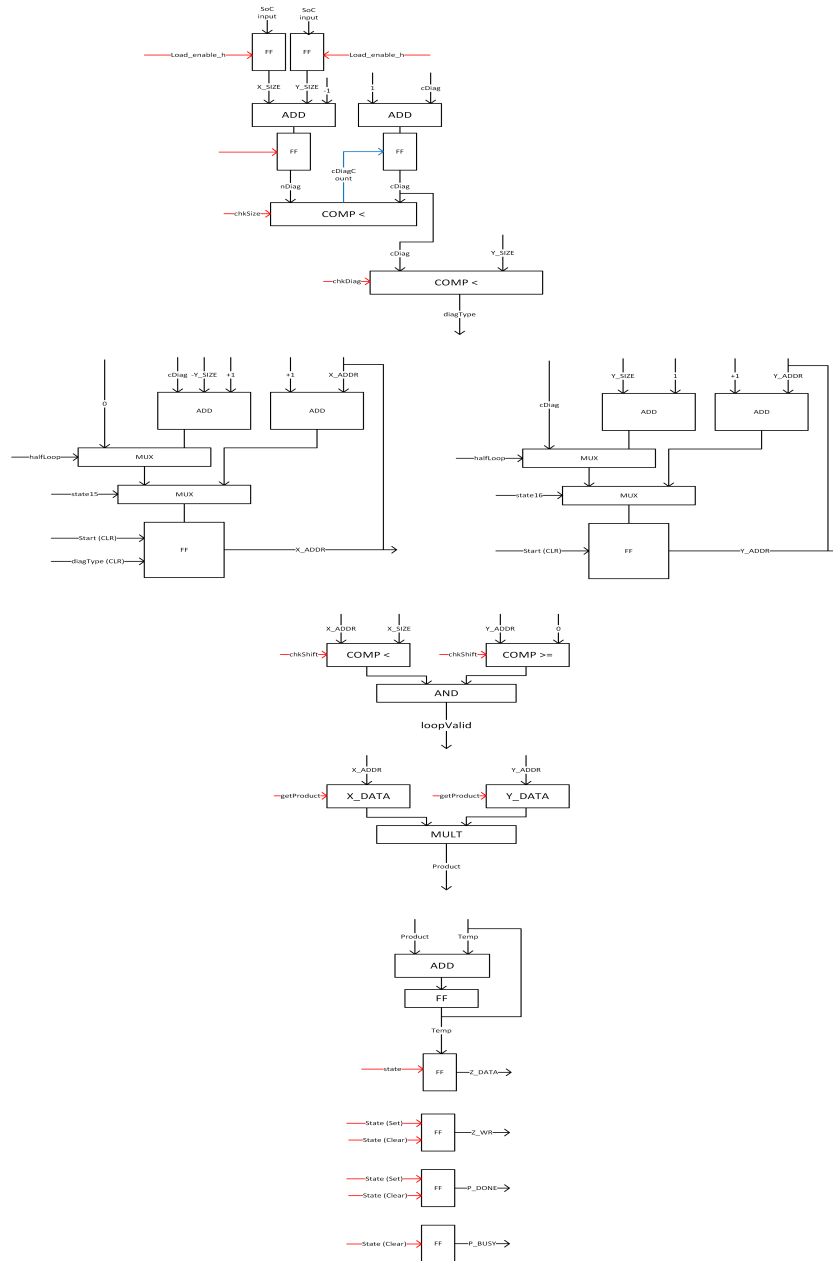 SoC
input
SoC
input
Load_enable_h
FF
FF
Load_enable_h
X_SIZE
Y_SIZE
-1
1
cDiag
ADD
ADD
FF
FF
cDiagC
ount
nDiag
cDiag
chkSize
COMP <
cDiag
Y_SIZE
chkDiag
COMP <
diagType
0
cDiag
-Y_SIZE
+1
+1
X_ADDR
ADD
ADD
halfLoop
MUX
state15
MUX
Start (CLR)
FF
X_ADDR
diagType (CLR)
cDiag
Y_SIZE
1
+1
Y_ADDR
ADD
ADD
halfLoop
MUX
state16
MUX
Start (CLR)
FF
Y_ADDR
X_ADDR
X_SIZE
Y_ADDR
0
chkShift
COMP <
chkShift
COMP >=
AND
loopValid
X_ADDR
Y_ADDR
getProduct
X_DATA
getProduct
Y_DATA
MULT
Product
Product
Temp
ADD
FF
Temp
state
FF
Z_DATA
State (Set)
State (Clear)
FF
Z_WR
State (Set)
State (Clear)
FF
P_DONE
State (Clear)
FF
P_BUSY